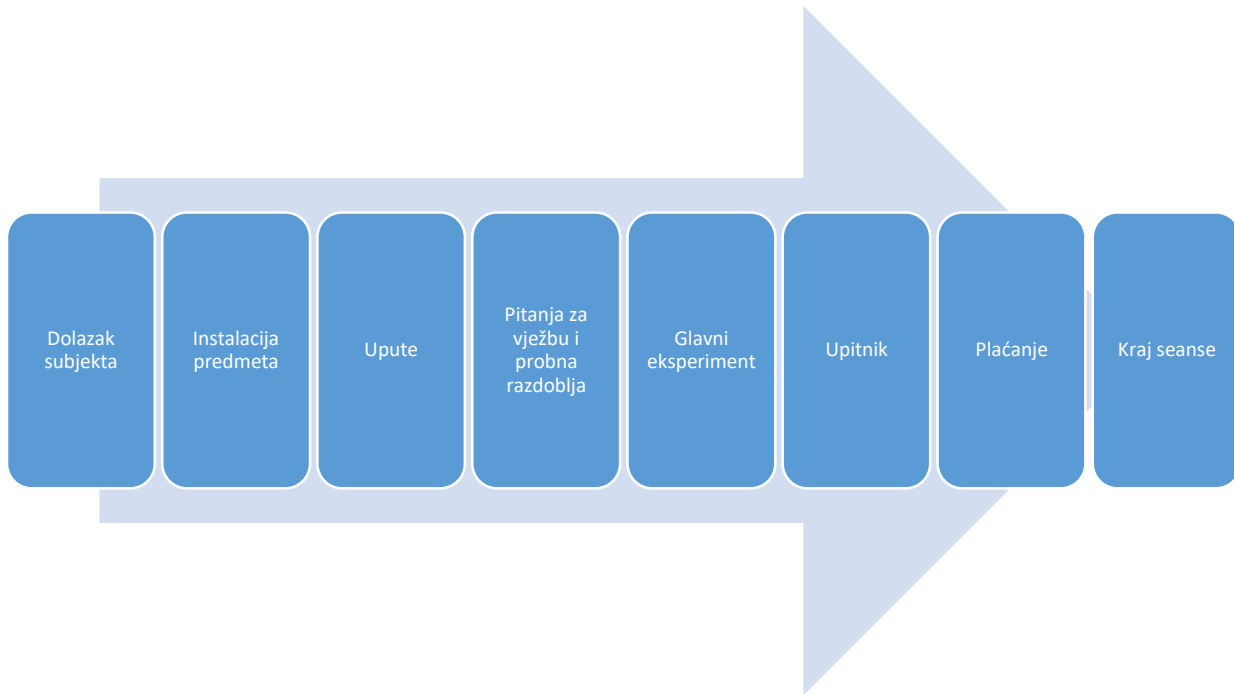 Dolazak
subjekta
Instalacija
predmeta
Upute
Pitanja za
vježbu i
probna
razdoblja
Glavni
eksperiment
Upitnik
Plaćanje
Kraj seanse